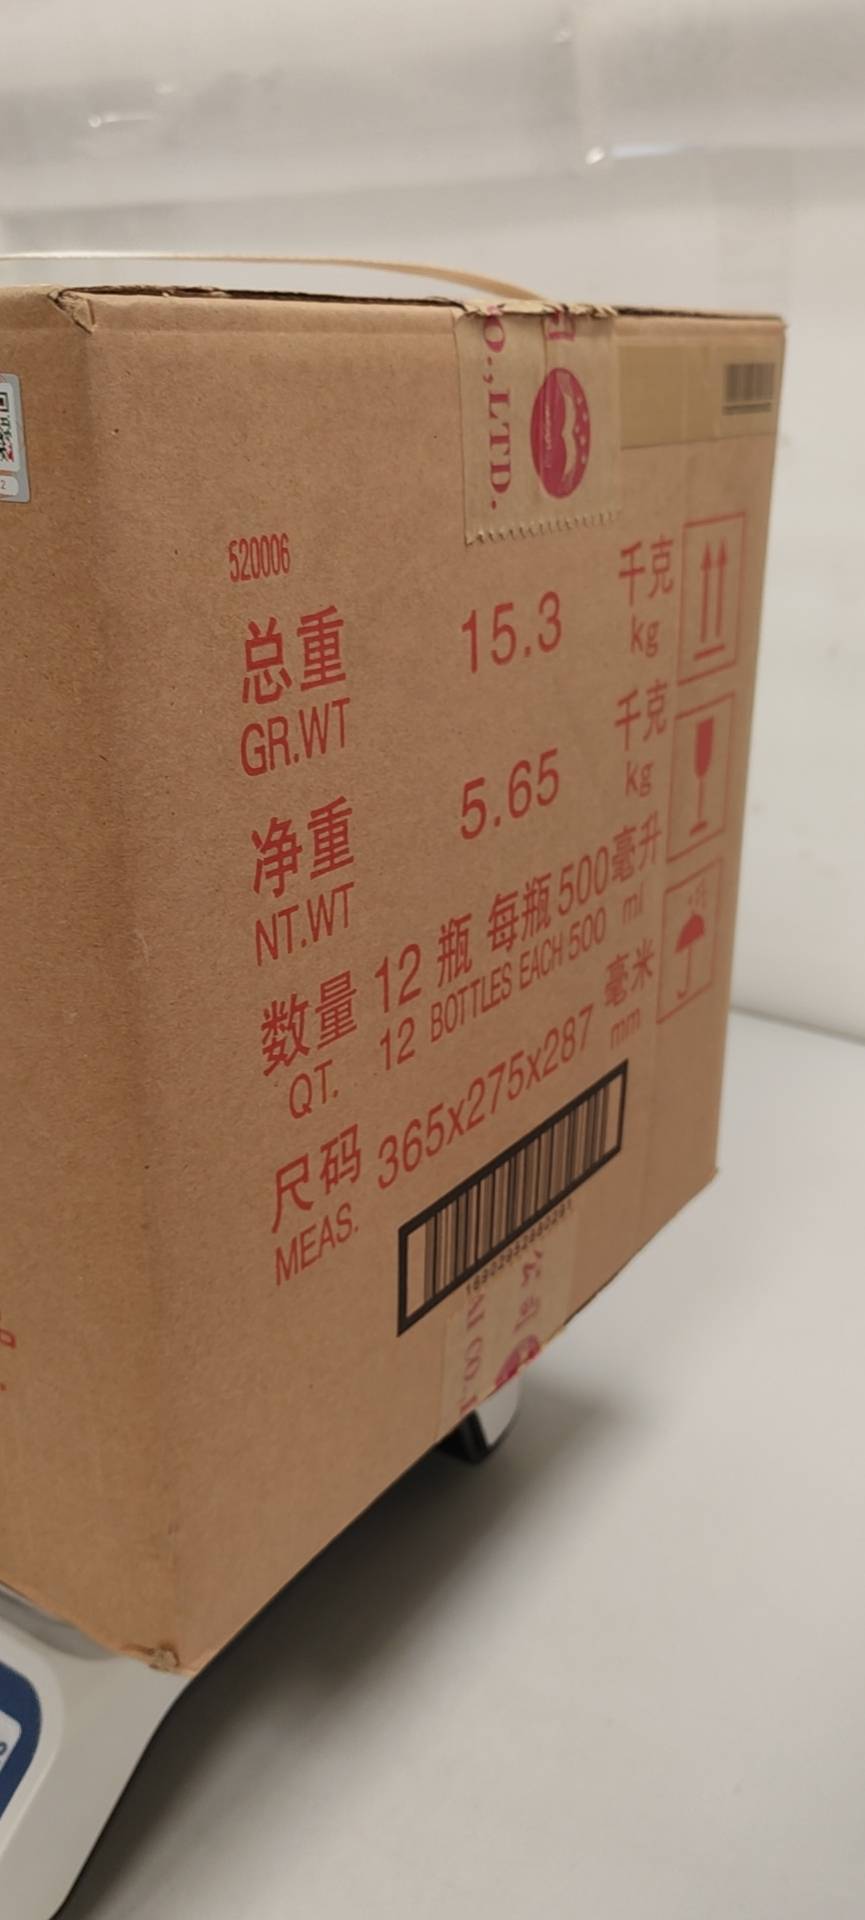 O.,LTD.
520006
总重 15.3 千克
GR.WT kg
净重 5.65 千克
NT.WT kg
数量 12 瓶 每瓶 500 毫升
QT. 12 BOTTLES EACH 500 ml
尺码 365x275x287 毫米
MEAS. mm